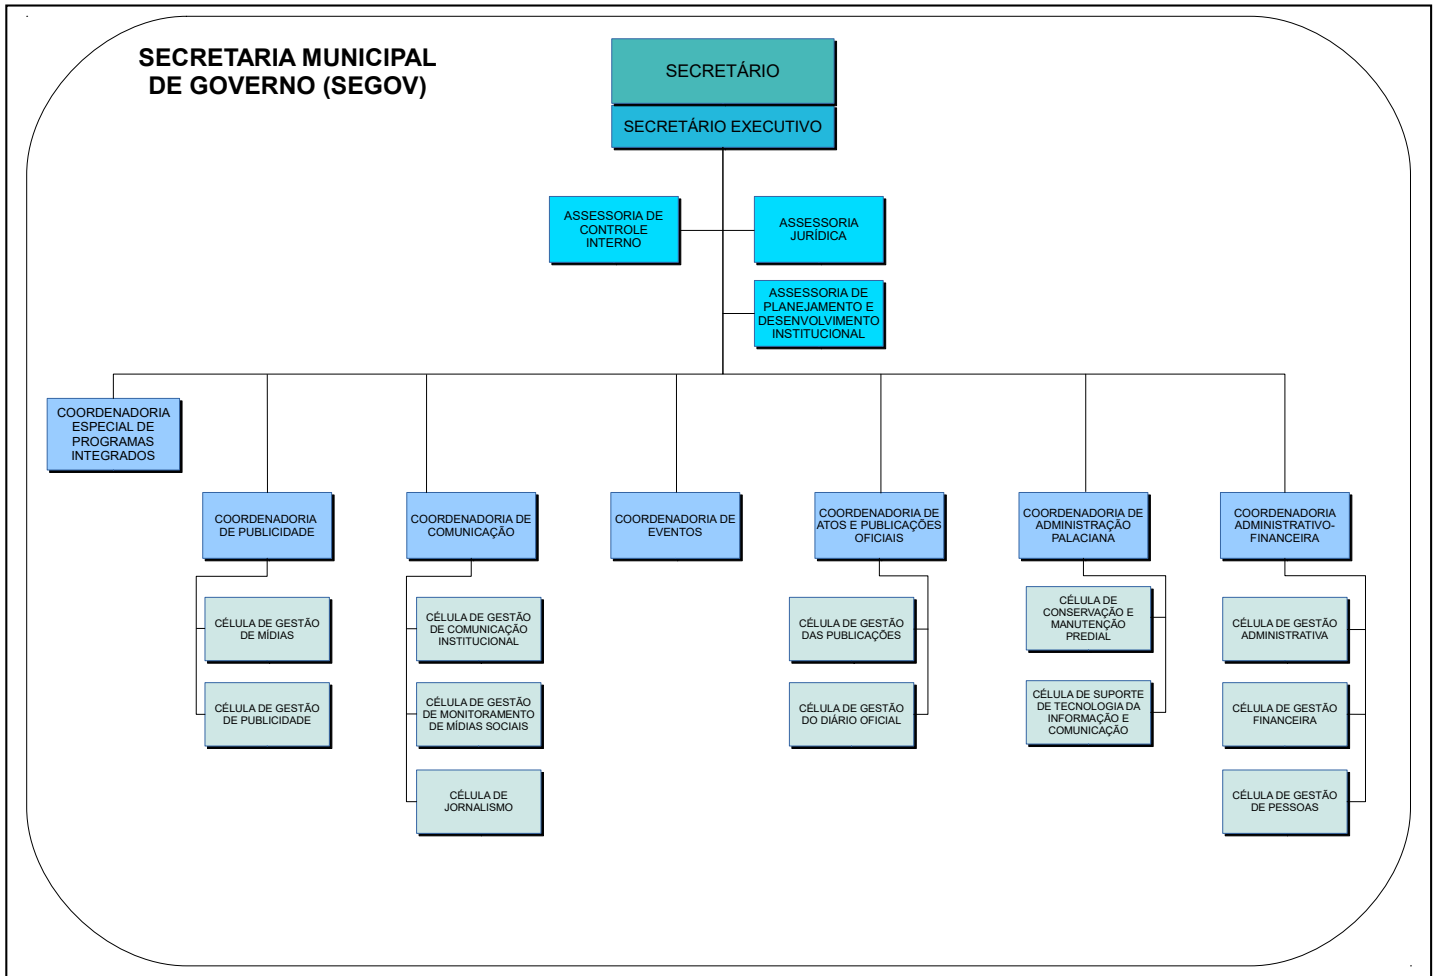 SECRETARIA MUNICIPAL
DE GOVERNO (SEGOV)
SECRETÁRIO
SECRETÁRIO EXECUTIVO
ASSESSORIA DE
CONTROLE
INTERNO
ASSESSORIA
JURÍDICA
ASSESSORIA DE
PLANEJAMENTO E
DESENVOLVIMENTO
INSTITUCIONAL
COORDENADORIA
ESPECIAL DE
PROGRAMAS
INTEGRADOS
COORDENADORIA
DE PUBLICIDADE
COORDENADORIA DE
COMUNICAÇÃO
COORDENADORIA DE
EVENTOS
COORDENADORIA DE
ATOS E PUBLICAÇÕES
OFICIAIS
COORDENADORIA DE
ADMINISTRAÇÃO
PALACIANA
COORDENADORIA
ADMINISTRATIVO-
FINANCEIRA
CÉLULA DE GESTÃO
DE MÍDIAS
CÉLULA DE GESTÃO
DE COMUNICAÇÃO
INSTITUCIONAL
CÉLULA DE GESTÃO
DAS PUBLICAÇÕES
CÉLULA DE
CONSERVAÇÃO E
MANUTENÇÃO
PREDIAL
CÉLULA DE GESTÃO
ADMINISTRATIVA
CÉLULA DE GESTÃO
DE PUBLICIDADE
CÉLULA DE GESTÃO
DE MONITORAMENTO
DE MÍDIAS SOCIAIS
CÉLULA DE GESTÃO
DO DIÁRIO OFICIAL
CÉLULA DE SUPORTE
DE TECNOLOGIA DA
INFORMAÇÃO E
COMUNICAÇÃO
CÉLULA DE GESTÃO
FINANCEIRA
CÉLULA DE
JORNALISMO
CÉLULA DE GESTÃO
DE PESSOAS